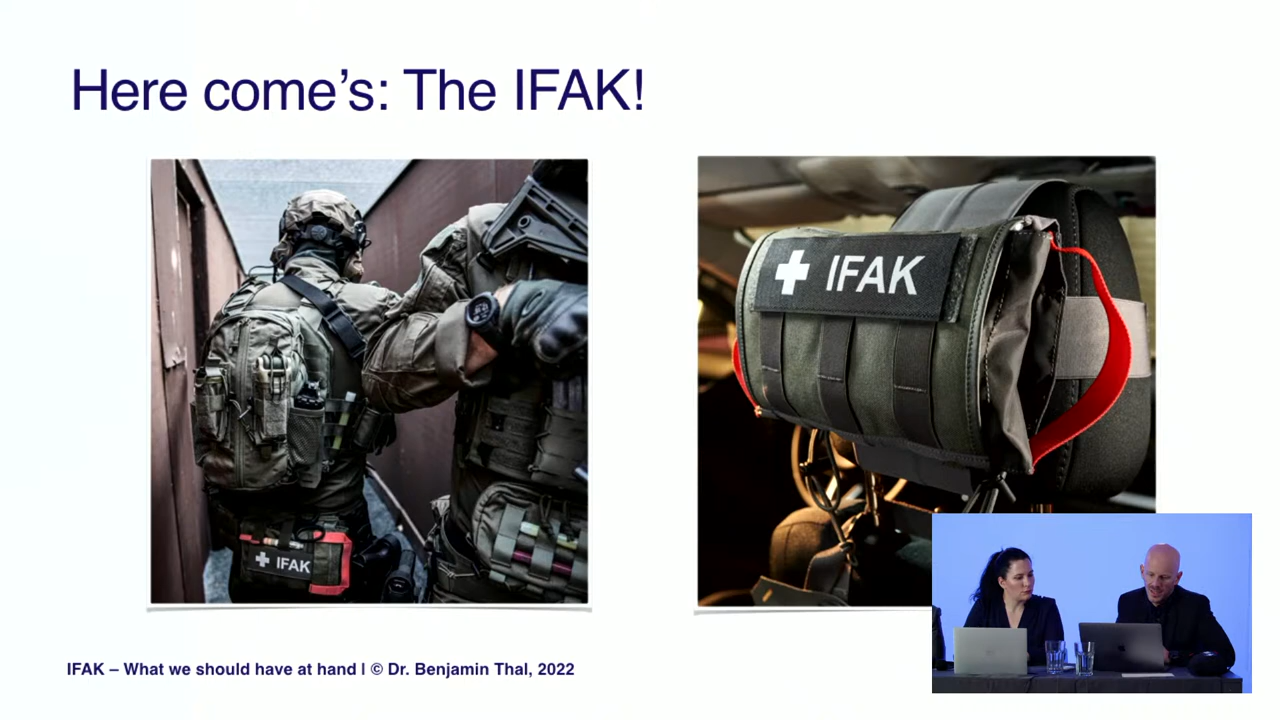 Here come’s: The IFAK!
IFAK
IFAK
IFAK – What we should have at hand | © Dr. Benjamin Thal, 2022